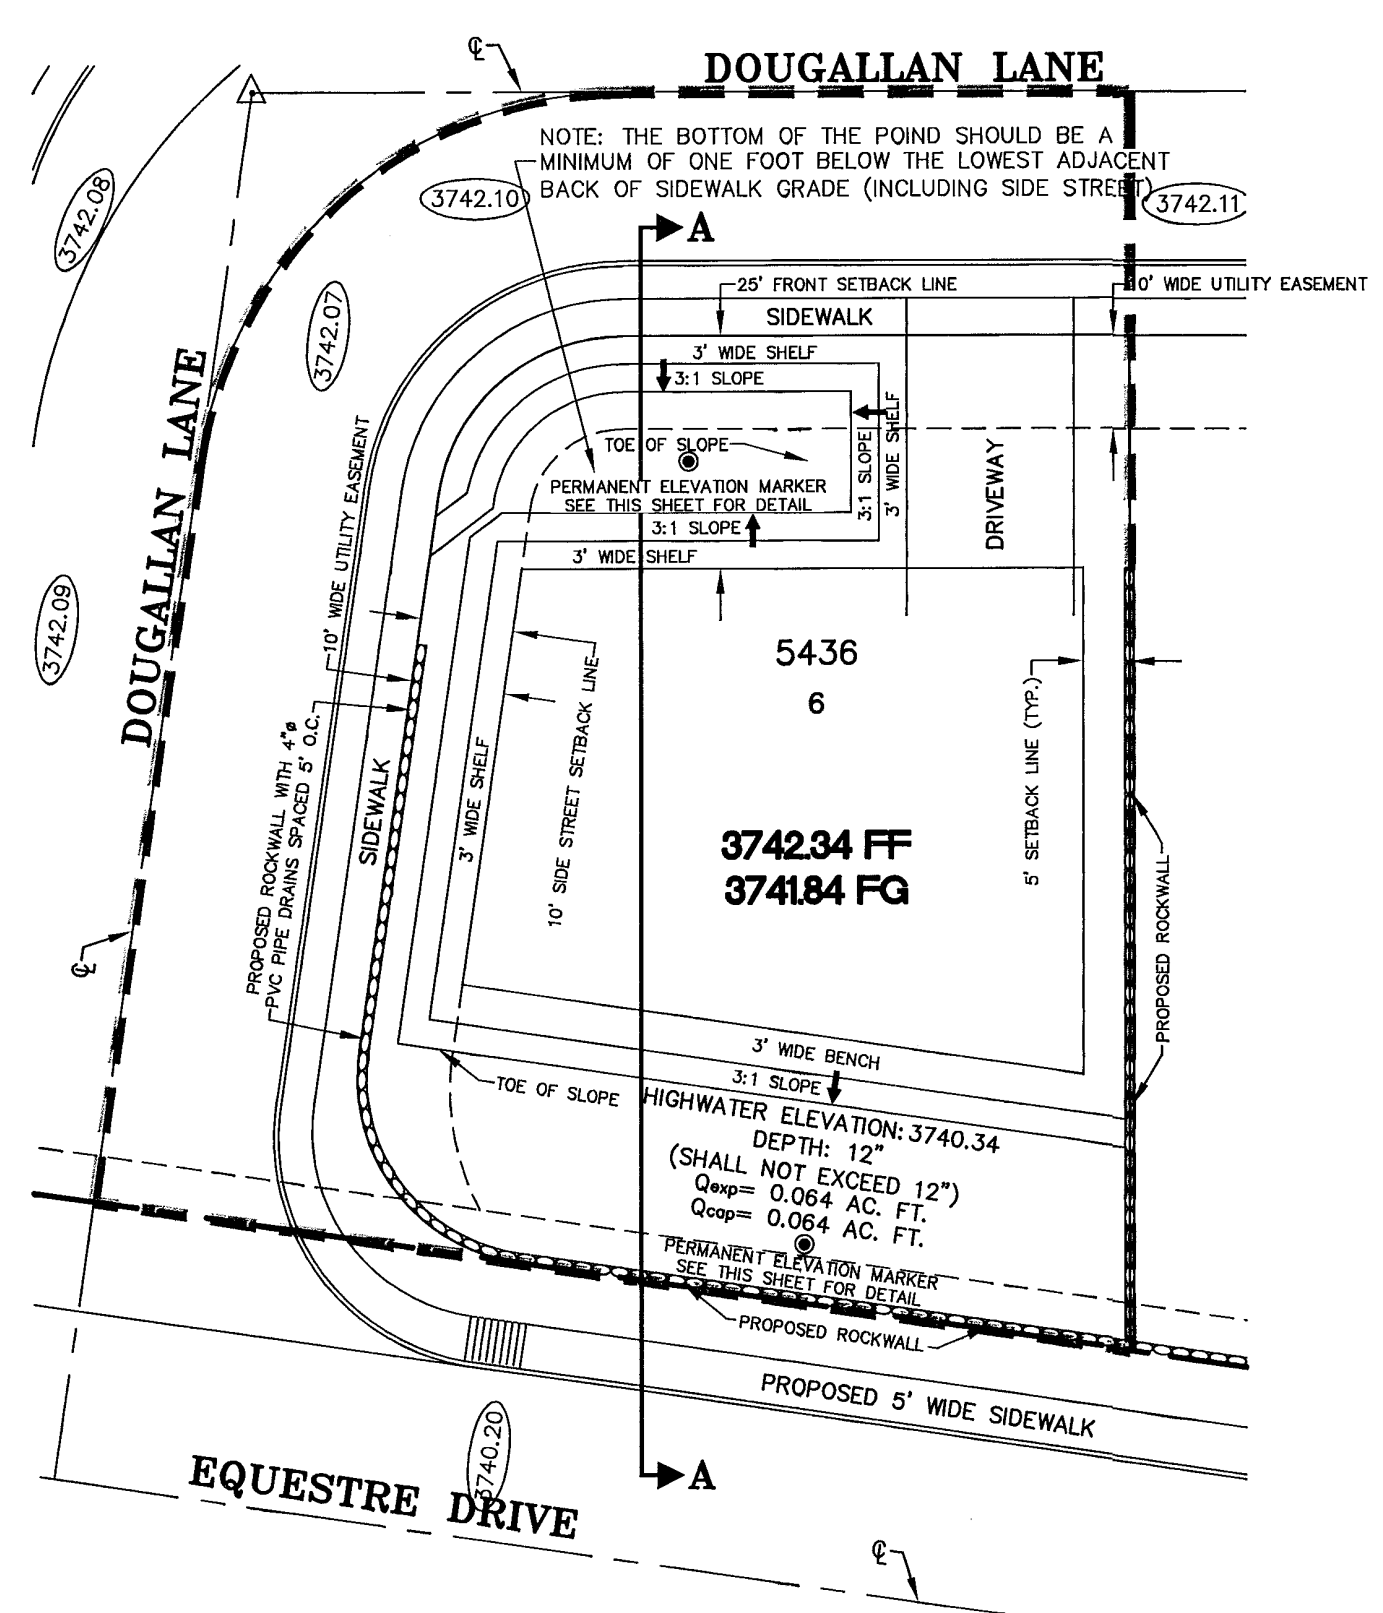 ℄
DOUGALLAN LANE
NOTE: THE BOTTOM OF THE POIND SHOULD BE A
MINIMUM OF ONE FOOT BELOW THE LOWEST ADJACENT
BACK OF SIDEWALK GRADE (INCLUDING SIDE STREET)
3742.08
3742.10
3742.11
A
3742.07
25' FRONT SETBACK LINE
0' WIDE UTILITY EASEMENT
SIDEWALK
3' WIDE SHELF
3:1 SLOPE
DOUGALLAN LANE
10' WIDE UTILITY EASEMENT
TOE OF SLOPE
3:1 SLOPE
3' WIDE SHELF
DRIVEWAY
PERMANENT ELEVATION MARKER
SEE THIS SHEET FOR DETAIL
3:1 SLOPE
3' WIDE SHELF
3742.09
5436
6
10' SIDE STREET SETBACK LINE
5' SETBACK LINE (TYP.)
PROPOSED ROCKWALL WITH 4"ø
PVC PIPE DRAINS SPACED 5' O.C.
SIDEWALK
3' WIDE SHELF
3742.34 FF
3741.84 FG
PROPOSED ROCKWALL
℄
3' WIDE BENCH
3:1 SLOPE
TOE OF SLOPE
HIGHWATER ELEVATION: 3740.34
DEPTH: 12"
(SHALL NOT EXCEED 12")
Qexp= 0.064 AC. FT.
Qcap= 0.064 AC. FT.
PERMANENT ELEVATION MARKER
SEE THIS SHEET FOR DETAIL
PROPOSED ROCKWALL
PROPOSED 5' WIDE SIDEWALK
3740.20
A
EQUESTRE DRIVE
℄